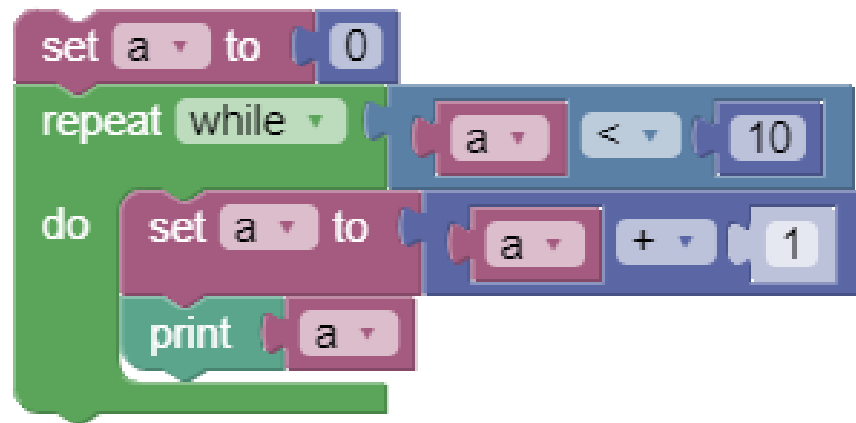 set a to 0
repeat while a < 10
do set a to a + 1
print a